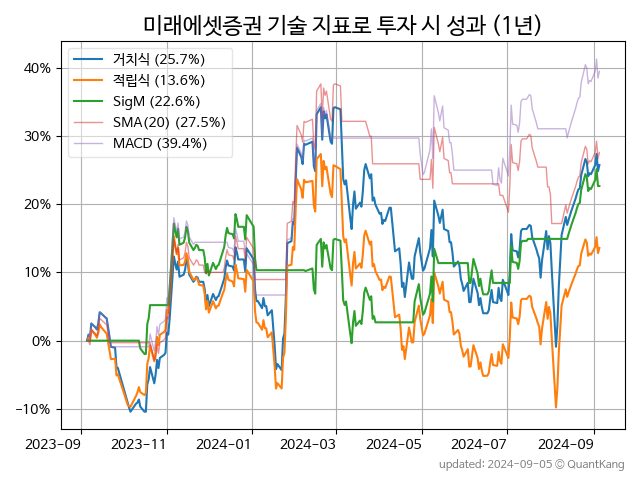 미래에셋증권 기술 지표로 투자 시 성과 (1년)
거치식 (25.7%)
적립식 (13.6%)
SigM (22.6%)
SMA(20) (27.5%)
MACD (39.4%)
40%
30%
20%
10%
0%
−10%
2023-09 2023-11 2024-01 2024-03 2024-05 2024-07 2024-09
updated: 2024-09-05 © QuantKang